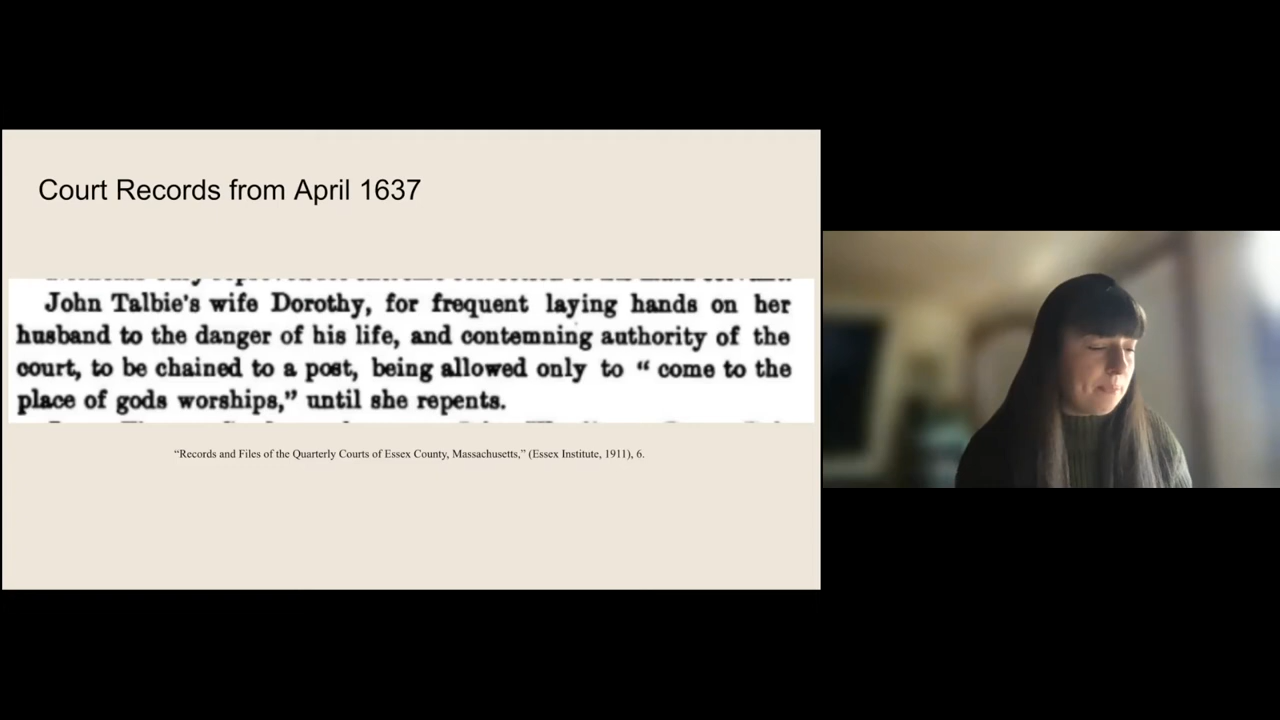 Court Records from April 1637
John Talbie's wife Dorothy, for frequent laying hands on her
husband to the danger of his life, and contemning authority of the
court, to be chained to a post, being allowed only to “ come to the
place of gods worships,” until she repents.
“Records and Files of the Quarterly Courts of Essex County, Massachusetts,” (Essex Institute, 1911), 6.